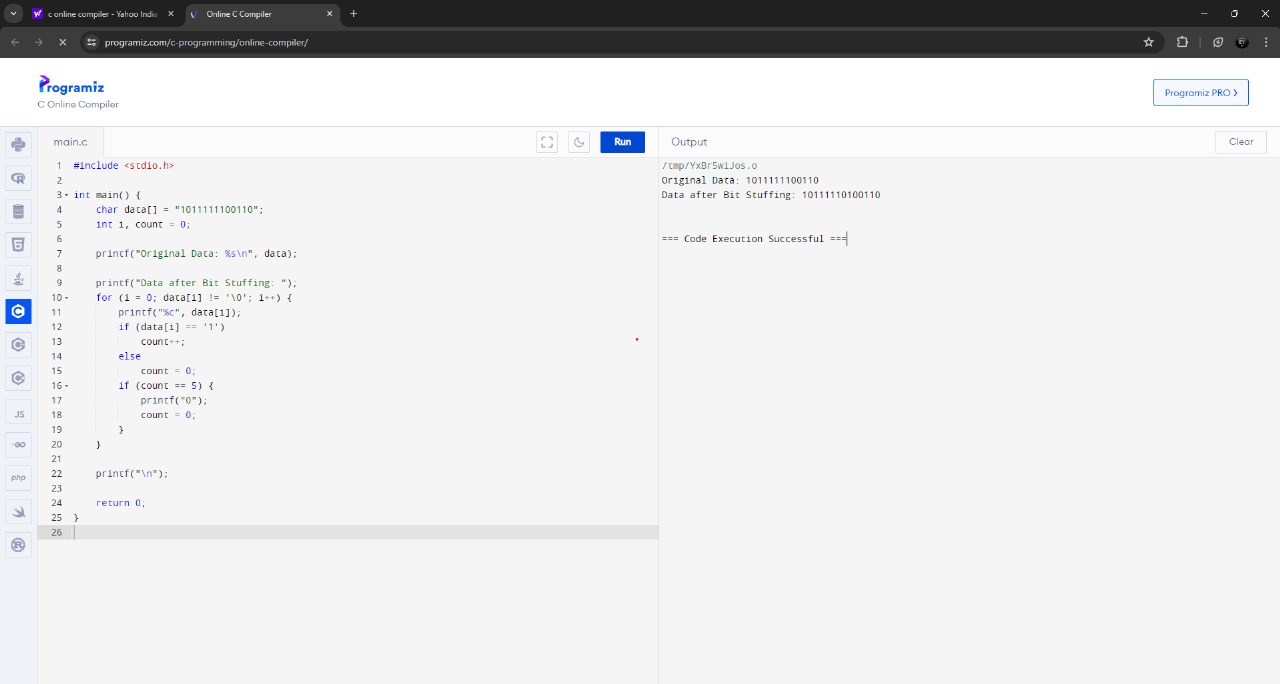 c online compiler - Yahoo India
Online C Compiler
programiz.com/c-programming/online-compiler/
Programiz
C Online Compiler
Programiz PRO >
main.c
Run
Output
Clear
1 #include <stdio.h>
2
3 int main() {
4 char data[] = "1011111100110";
5 int i, count = 0;
6
7 printf("Original Data: %s\n", data);
8
9 printf("Data after Bit Stuffing: ");
10 for (i = 0; data[i] != '\0'; i++) {
11 printf("%c", data[i]);
12 if (data[i] == '1')
13 count++;
14 else
15 count = 0;
16 if (count == 5) {
17 printf("0");
18 count = 0;
19 }
20 }
21
22 printf("\n");
23
24 return 0;
25 }
26
/tmp/YxBr5wiJos.o
Original Data: 1011111100110
Data after Bit Stuffing: 10111110100110
=== Code Execution Successful ===
JS
GO
php